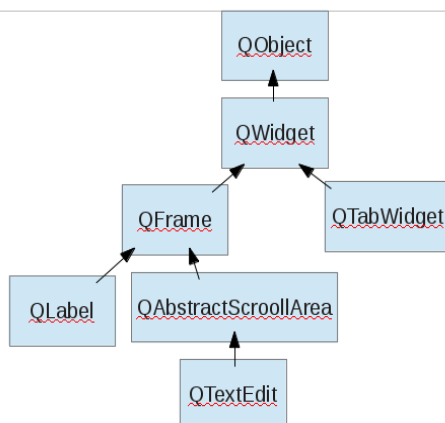 QObject
QWidget
QFrame
QTabWidget
QLabel
QAbstractScroollArea
QTextEdit